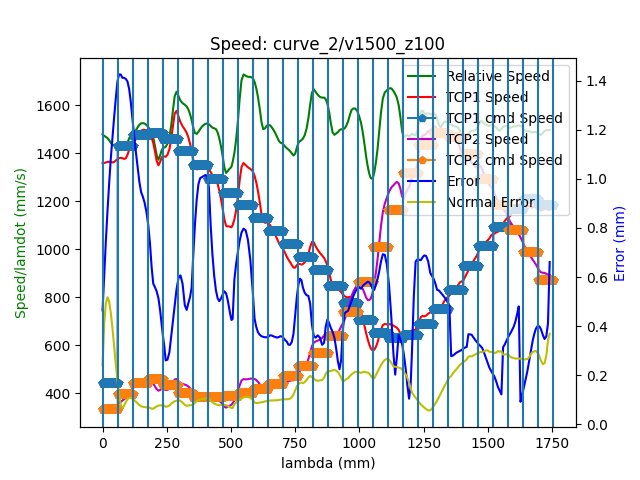 Speed: curve_2/v1500_z100
Relative Speed
TCP1 Speed
TCP1 cmd Speed
TCP2 Speed
TCP2 cmd Speed
Error
Normal Error
Speed/lamdot (mm/s)
1600
1400
1200
1000
800
600
400
1.4
1.2
1.0
0.8
0.6
0.4
0.2
0.0
Error (mm)
0 250 500 750 1000 1250 1500 1750
lambda (mm)